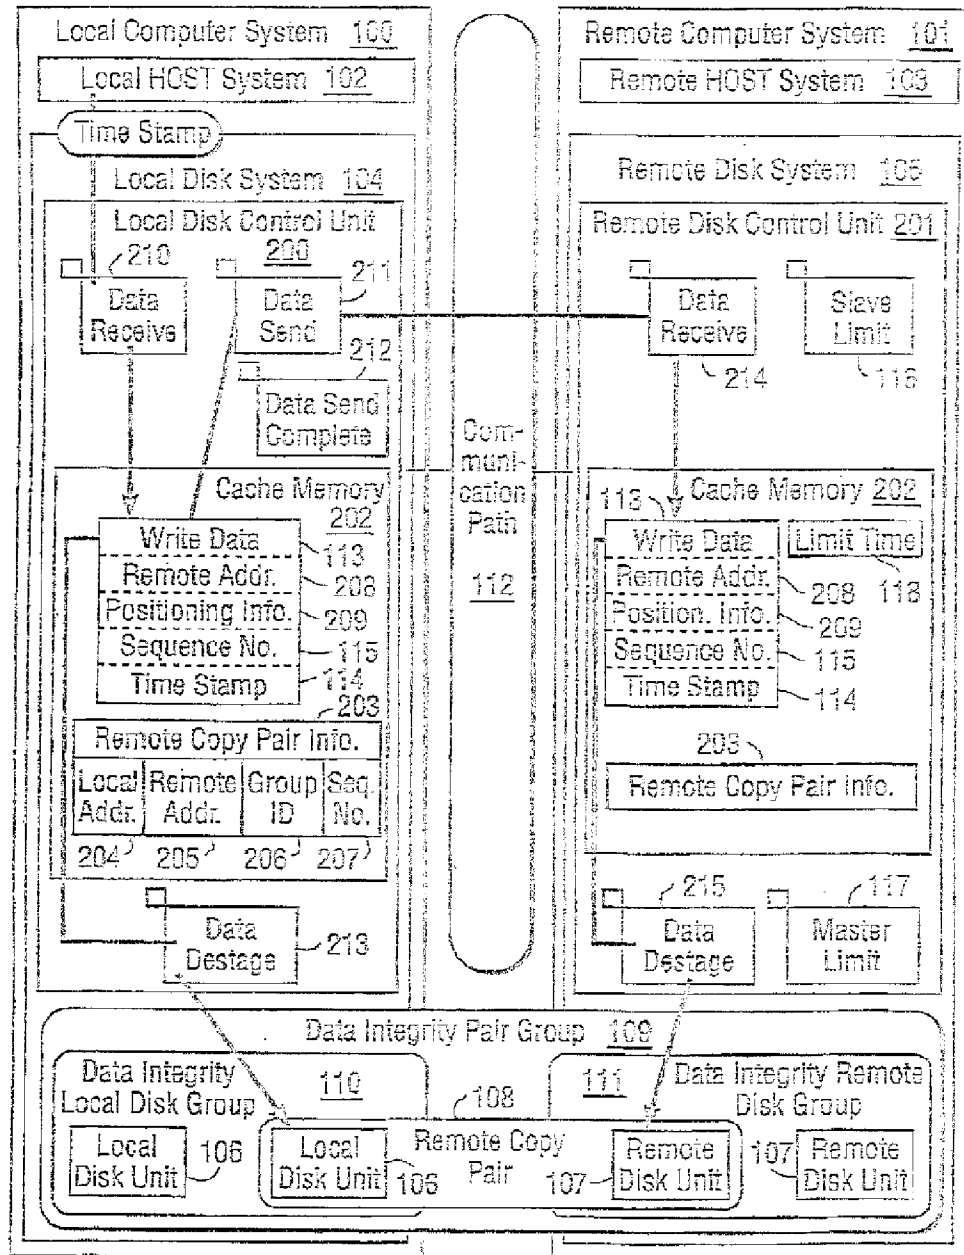 Local Computer System 100
Local HOST System 102
Time Stamp
Local Disk System 104
Local Disk Control Unit
200
210
Data
Receive
Data
Send
211
212
Data Send
Complete
Cache Memory
202
Write Data
113
Remote Addr.
208
Positioning Info.
209
Sequence No.
115
Time Stamp
114
203
Remote Copy Pair Info.
Local
Addr.
Remote
Addr.
Group
ID
Seq.
No.
204
205
206
207
Data
Destage
213
Com-
muni-
cation
Path
112
Remote Computer System 101
Remote HOST System 103
Remote Disk System 105
Remote Disk Control Unit 201
Data
Receive
214
Slave
Limit
116
Cache Memory 202
113
Write Data
Limit Time
118
Remote Addr.
208
Position. Info.
209
Sequence No.
115
Time Stamp
114
203
Remote Copy Pair Info.
215
Data
Destage
117
Master
Limit
Data Integrity Pair Group 109
Data Integrity
Local Disk Group
110
111
Data Integrity Remote
Disk Group
108
Remote Copy
Pair
Local
Disk Unit
106
Local
Disk Unit
106
107
Remote
Disk Unit
107
Remote
Disk Unit